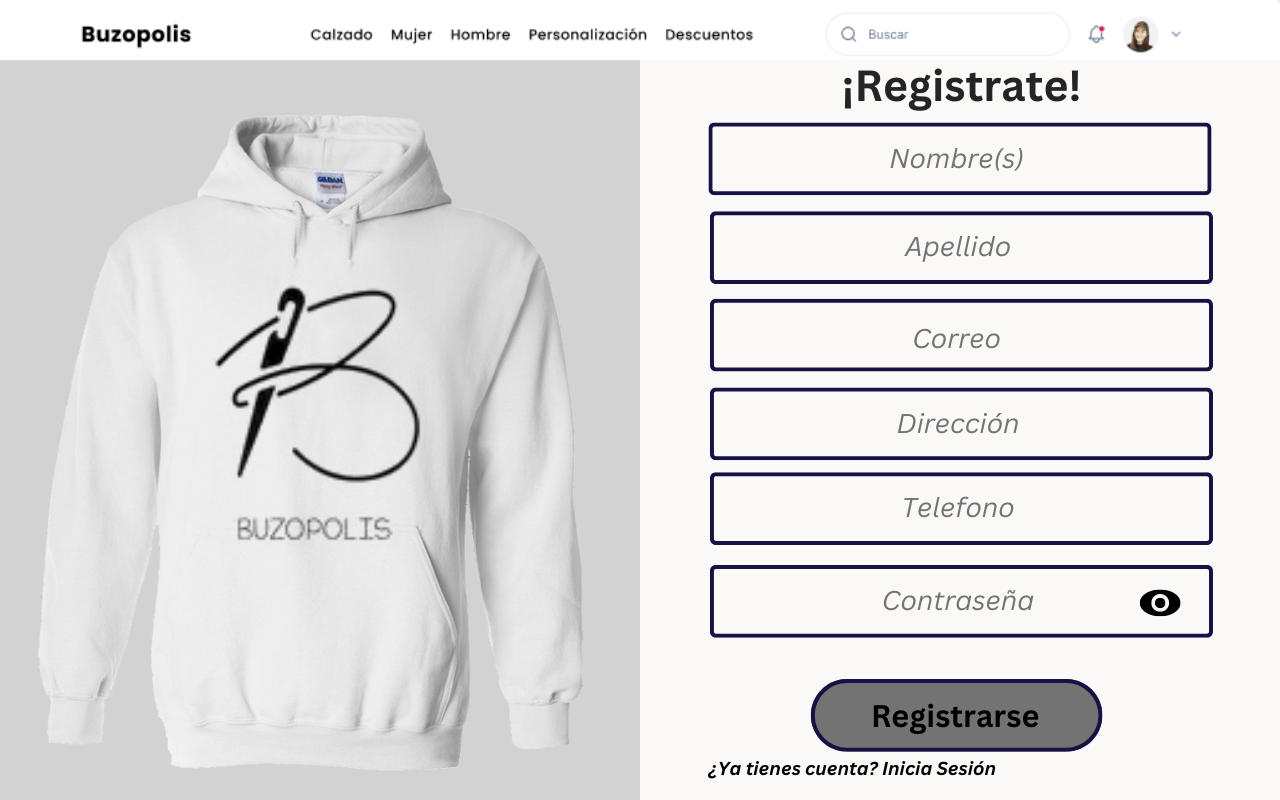 Buzopolis
Calzado Mujer Hombre Personalización Descuentos
Buscar
¡Registrate!
Nombre(s)
Apellido
Correo
Dirección
Telefono
Contraseña
Registrarse
¿Ya tienes cuenta? Inicia Sesión
GILDAN
BUZOPOLIS